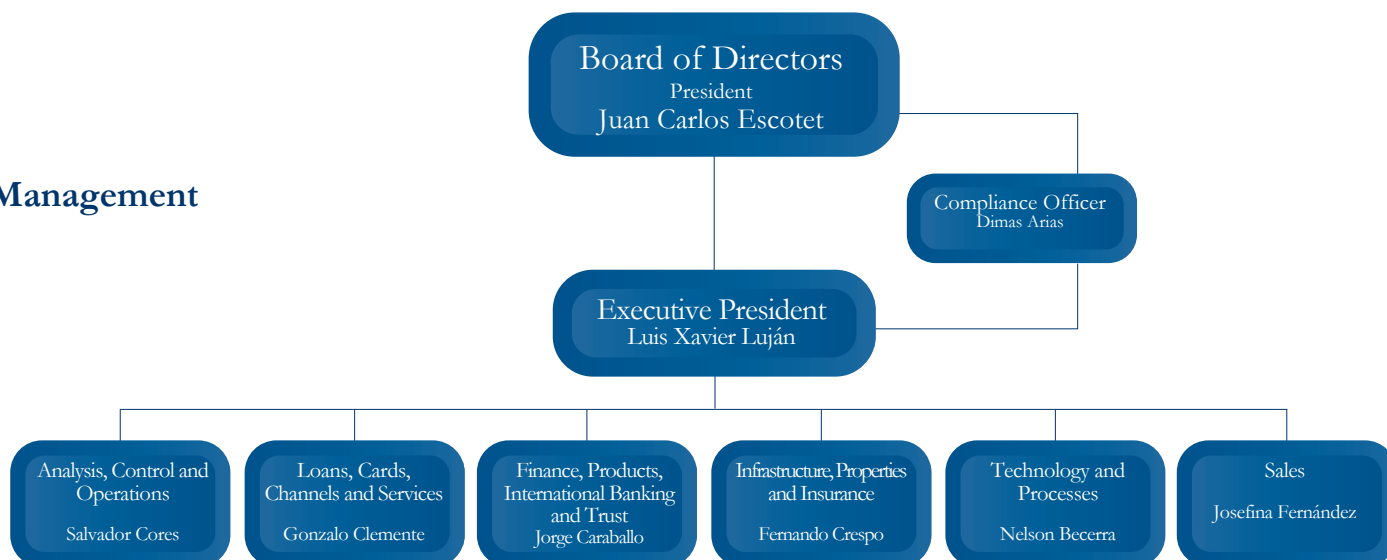 Board of Directors
President
Juan Carlos Escotet
Management
Compliance Officer
Dimas Arias
Executive President
Luis Xavier Luján
Analysis, Control and
Operations
Salvador Cores
Loans, Cards,
Channels and Services
Gonzalo Clemente
Finance, Products,
International Banking
and Trust
Jorge Caraballo
Infrastructure, Properties
and Insurance
Fernando Crespo
Technology and
Processes
Nelson Becerra
Sales
Josefina Fernández